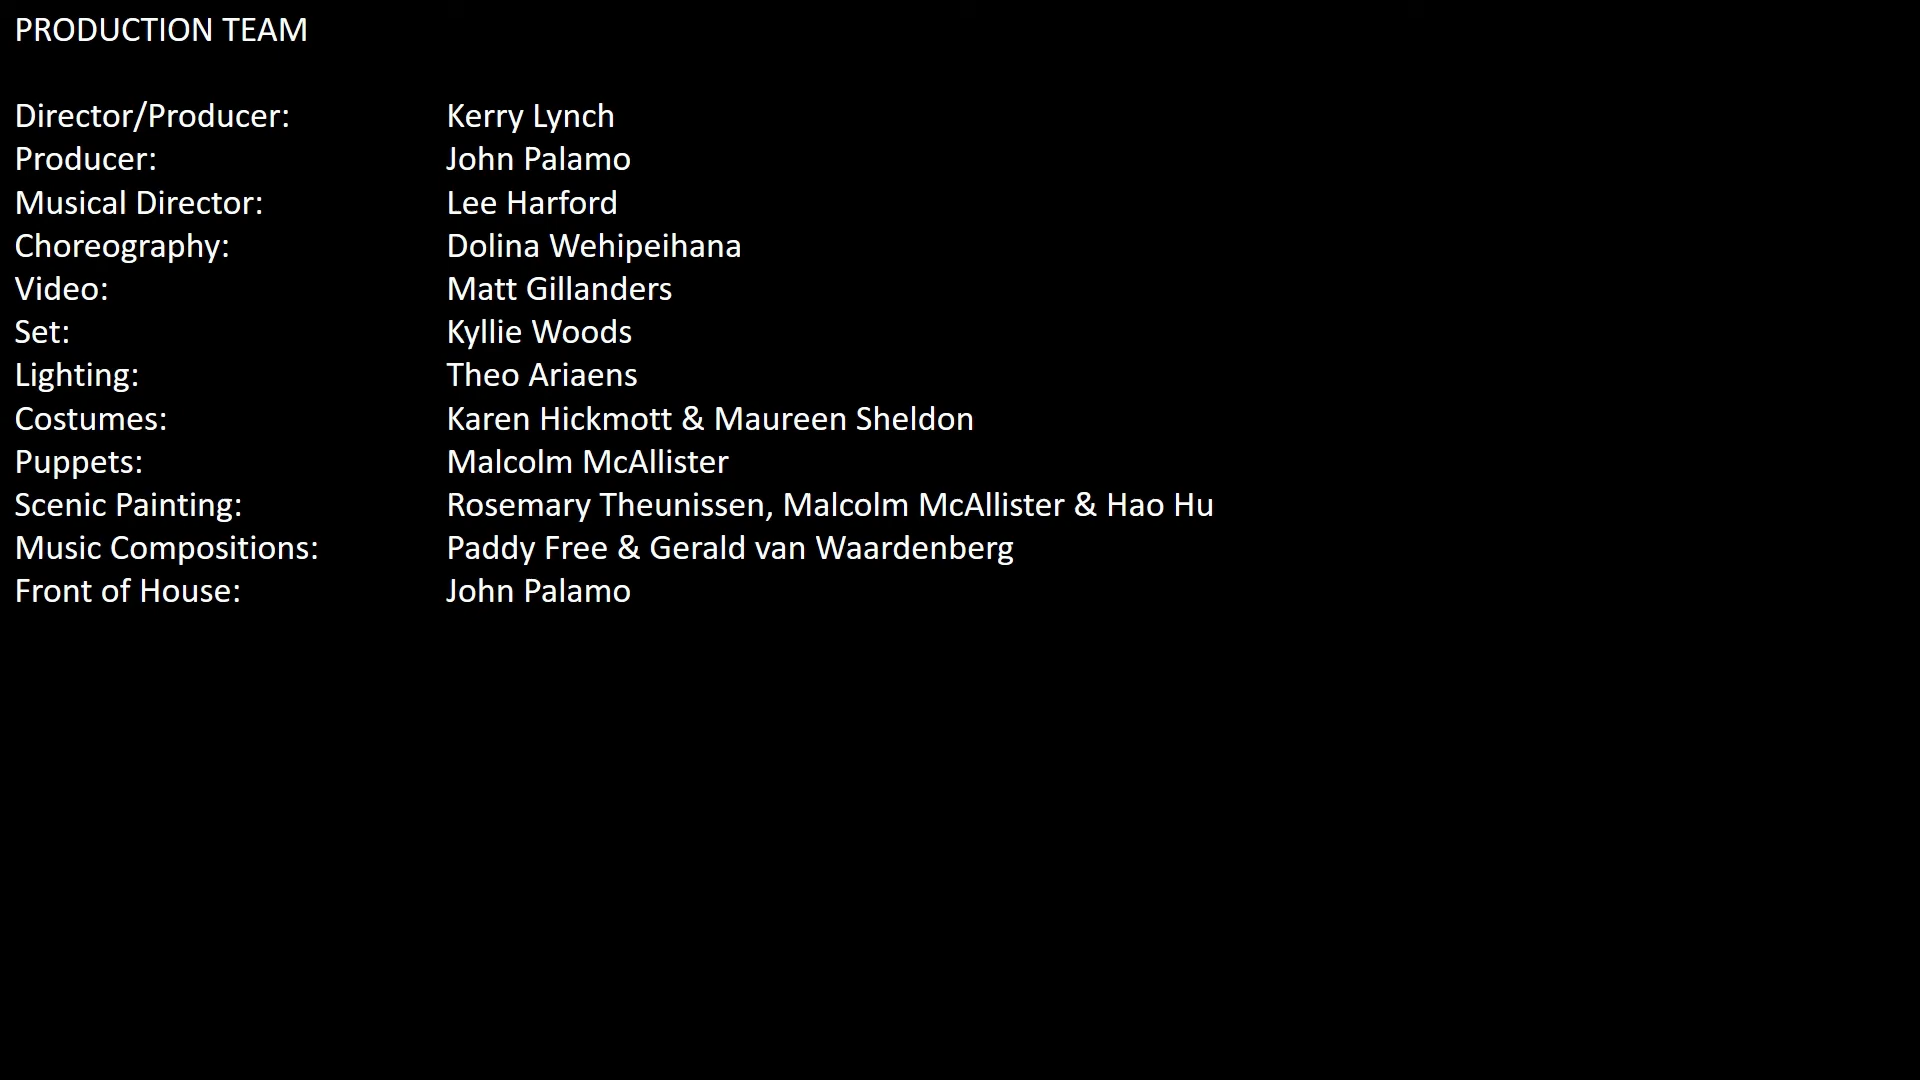 PRODUCTION TEAM
Director/Producer: Kerry Lynch
Producer: John Palamo
Musical Director: Lee Harford
Choreography: Dolina Wehipeihana
Video: Matt Gillanders
Set: Kyllie Woods
Lighting: Theo Ariaens
Costumes: Karen Hickmott & Maureen Sheldon
Puppets: Malcolm McAllister
Scenic Painting: Rosemary Theunissen, Malcolm McAllister & Hao Hu
Music Compositions: Paddy Free & Gerald van Waardenberg
Front of House: John Palamo